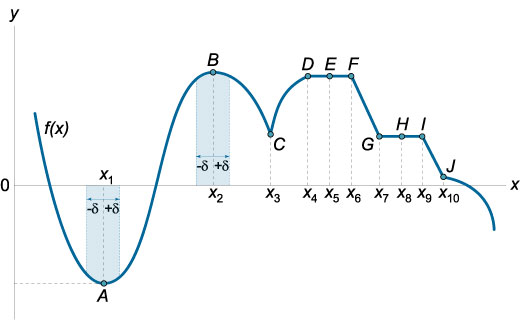 y
B
D E F
f(x)
C
G H I
J
-δ +δ
x₁
0
x
x₂ x₃ x₄ x₅ x₆ x₇ x₈ x₉ x₁₀
-δ +δ
A